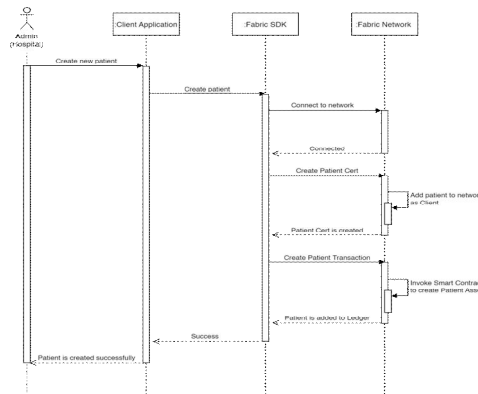 Admin
(Hospital)
:Client Application
:Fabric SDK
:Fabric Network
Create new patient
Create patient
Connect to network
Connected
Create Patient Cert
Add patient to network
as Client
Patient Cert is created
Create Patient Transaction
Invoke Smart Contra
to create Patient Ass
Patient is added to Ledger
Success
Patient is created successfully